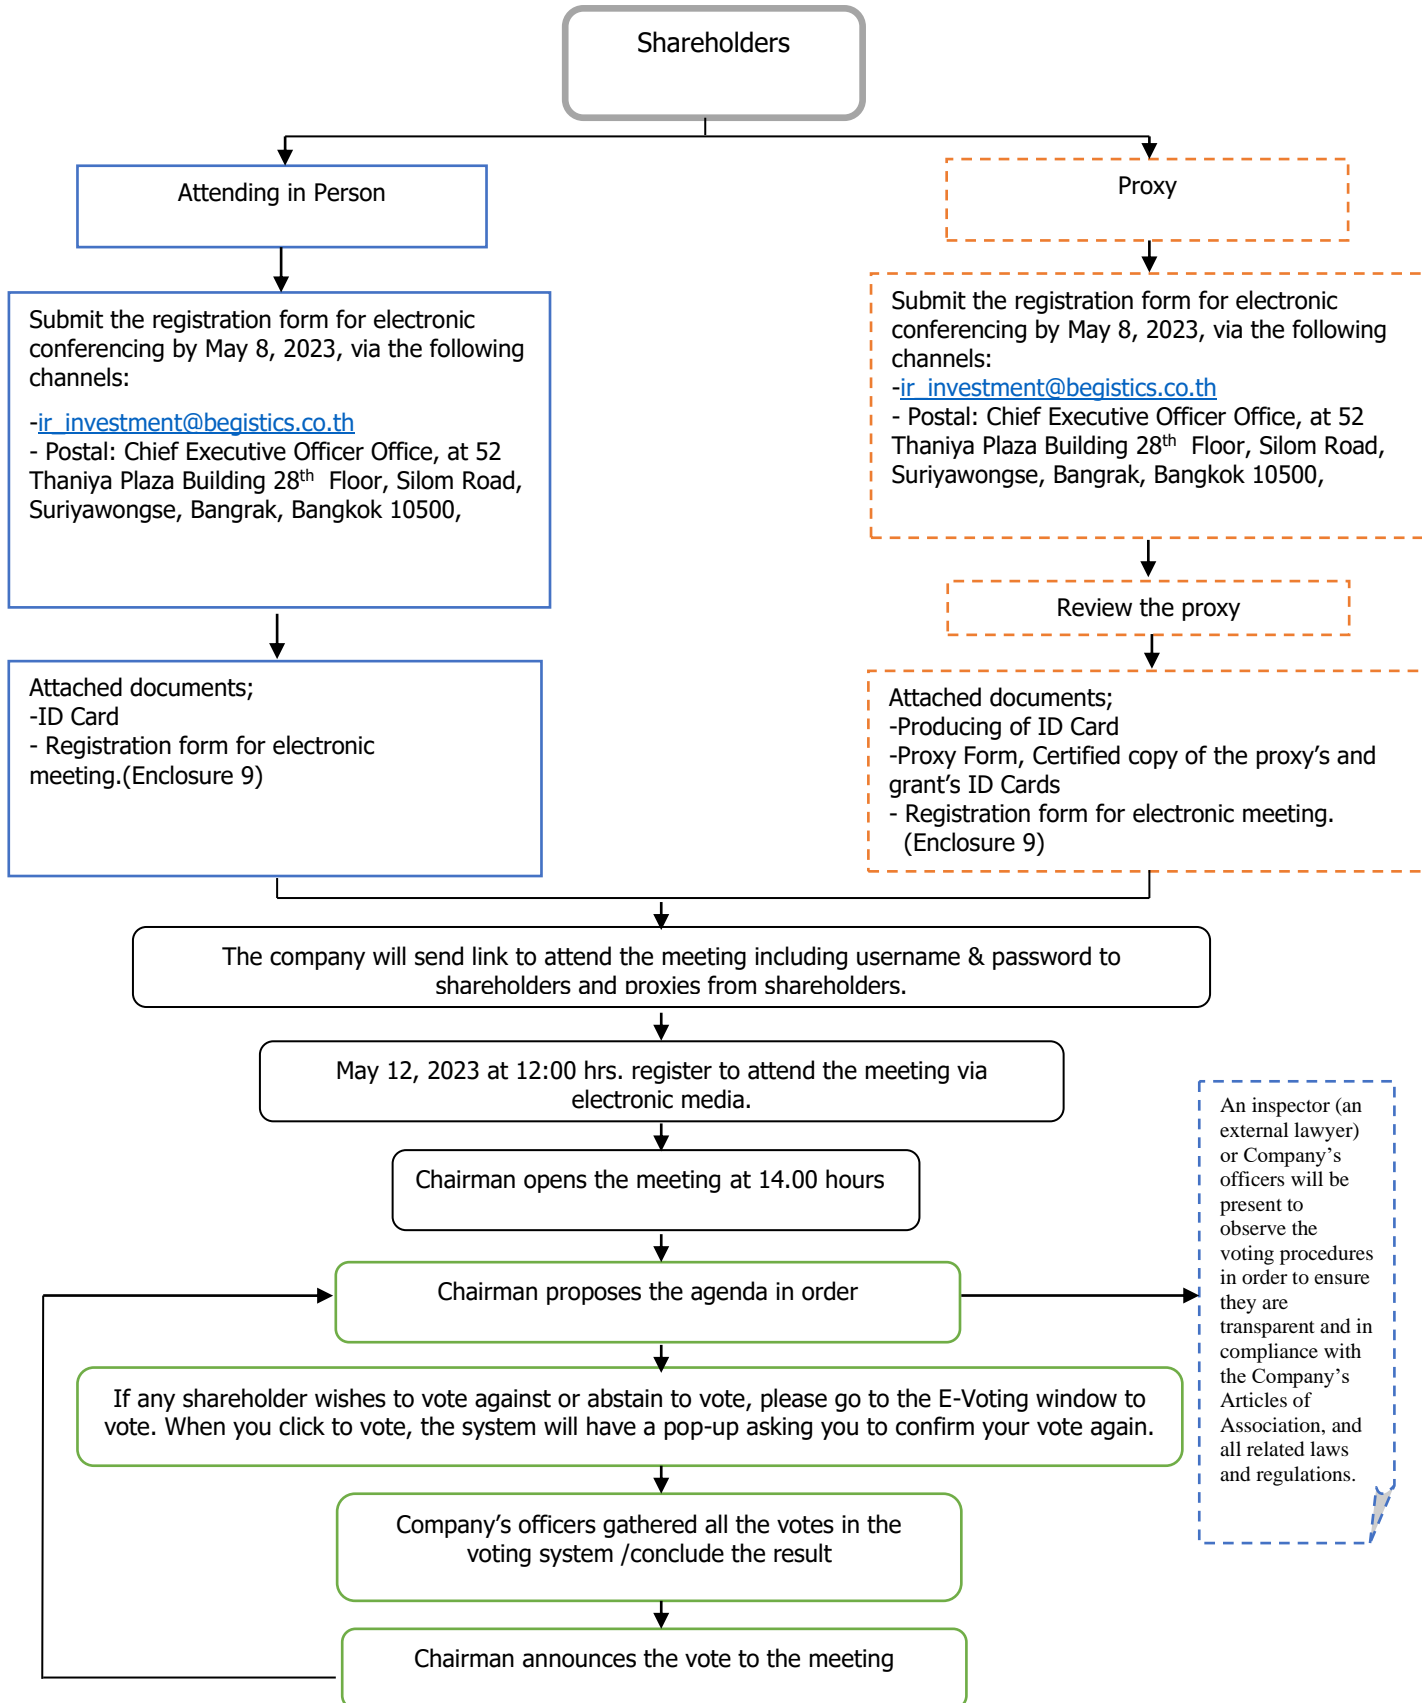 Shareholders
Attending in Person
Submit the registration form for electronic
conferencing by May 8, 2023, via the following
channels:
-ir_investment@begistics.co.th
- Postal: Chief Executive Officer Office, at 52
Thaniya Plaza Building 28th Floor, Silom Road,
Suriyawongse, Bangrak, Bangkok 10500,
Attached documents;
-ID Card
- Registration form for electronic
meeting.(Enclosure 9)
Proxy
Submit the registration form for electronic
conferencing by May 8, 2023, via the following
channels:
-ir_investment@begistics.co.th
- Postal: Chief Executive Officer Office, at 52
Thaniya Plaza Building 28th Floor, Silom Road,
Suriyawongse, Bangrak, Bangkok 10500,
Review the proxy
Attached documents;
-Producing of ID Card
-Proxy Form, Certified copy of the proxy’s and
grant’s ID Cards
- Registration form for electronic meeting.
(Enclosure 9)
The company will send link to attend the meeting including username & password to
shareholders and proxies from shareholders.
May 12, 2023 at 12:00 hrs. register to attend the meeting via
electronic media.
Chairman opens the meeting at 14.00 hours
Chairman proposes the agenda in order
An inspector (an
external lawyer)
or Company’s
officers will be
present to
observe the
voting procedures
in order to ensure
they are
transparent and in
compliance with
the Company’s
Articles of
Association, and
all related laws
and regulations.
If any shareholder wishes to vote against or abstain to vote, please go to the E-Voting window to
vote. When you click to vote, the system will have a pop-up asking you to confirm your vote again.
Company’s officers gathered all the votes in the
voting system /conclude the result
Chairman announces the vote to the meeting